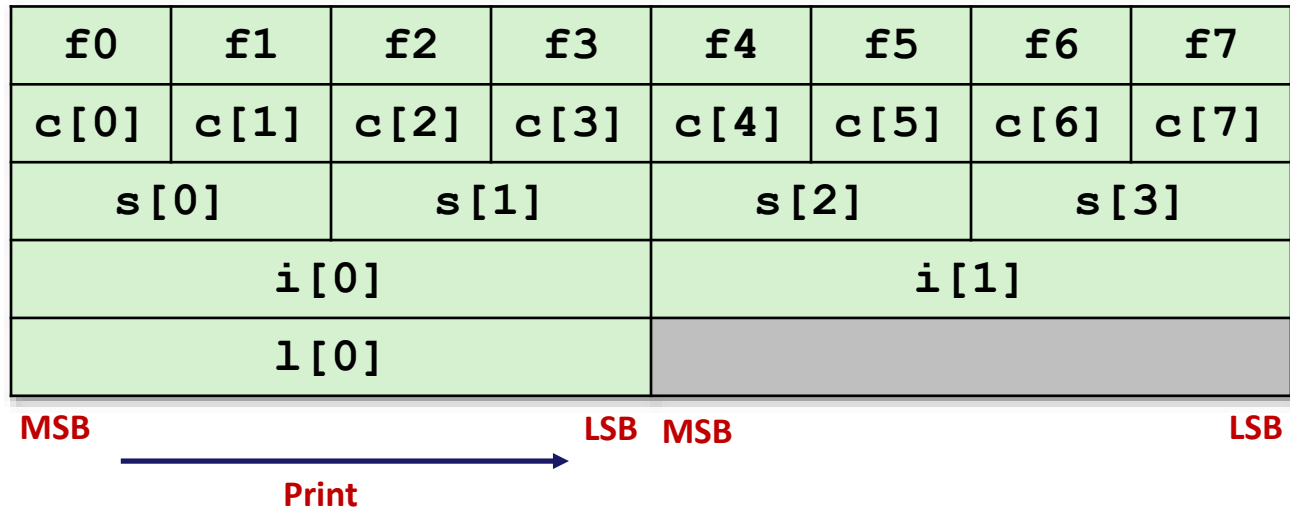 f0 f1 f2 f3 f4 f5 f6 f7
c[0] c[1] c[2] c[3] c[4] c[5] c[6] c[7]
s[0] s[1] s[2] s[3]
i[0] i[1]
l[0]
MSB LSB MSB LSB
Print